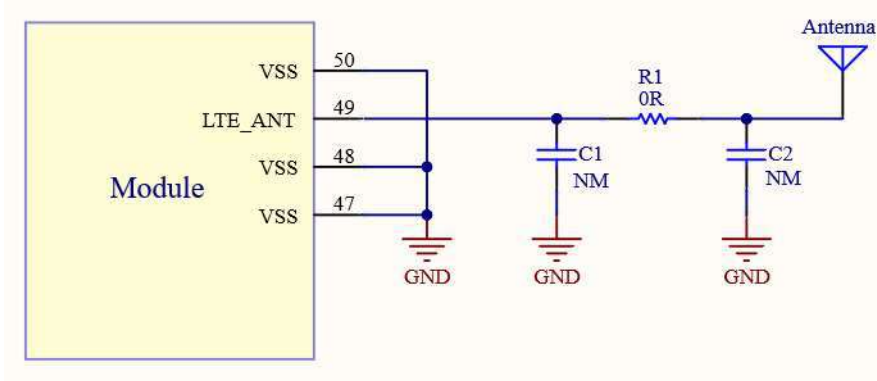 Antenna
VSS 50
R1
0R
LTE_ANT 49
VSS 48
C1
C2
Module
NM
NM
VSS 47
GND
GND
GND